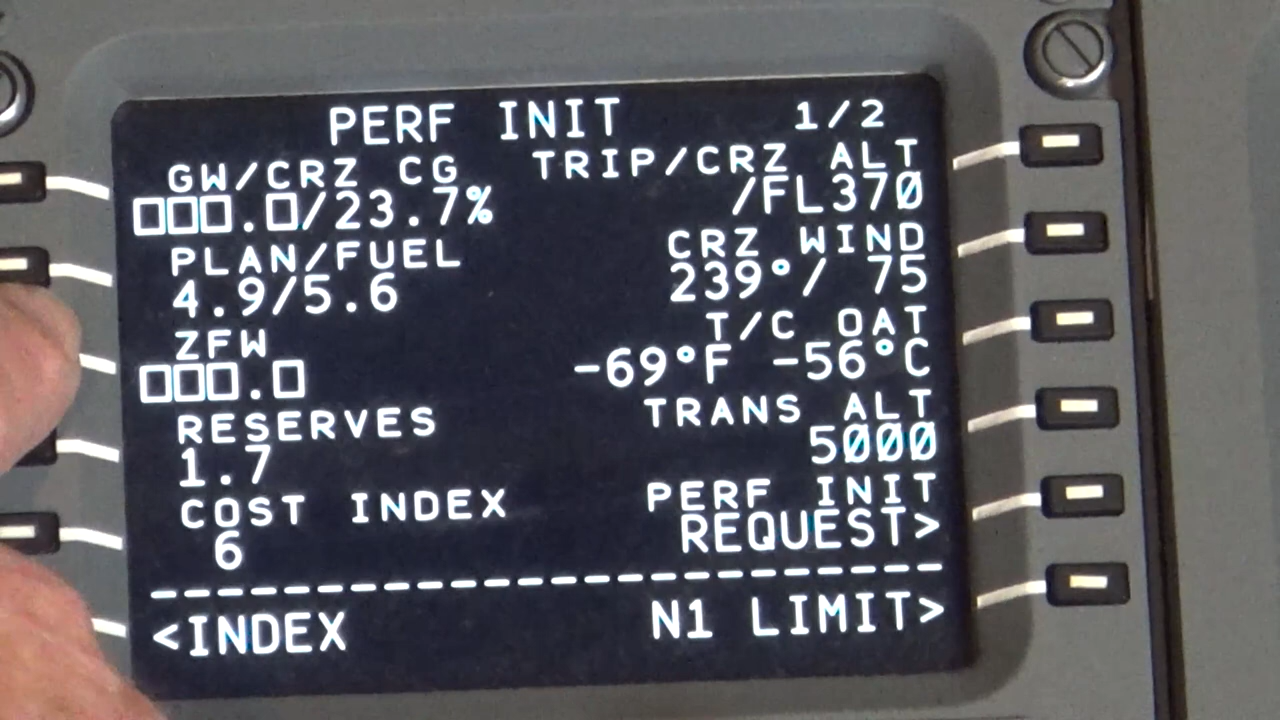 PERF INIT 1/2
GW/CRZ CG TRIP/CRZ ALT
□□□.□/23.7% /FL370
PLAN/FUEL CRZ WIND
4.9/5.6 239°/ 75
ZFW T/C OAT
□□□.□ -69°F -56°C
RESERVES TRANS ALT
1.7 5000
COST INDEX PERF INIT
6 REQUEST>
------------------------
<INDEX N1 LIMIT>